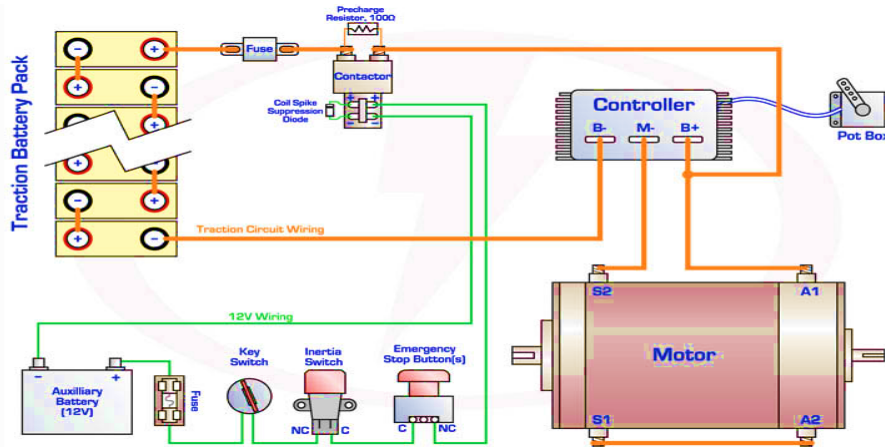 Traction Battery Pack
Fuse
Precharge
Resistor, 100Ω
Contactor
Coil Spike
Suppression
Diode
Controller
B-
M-
B+
Pot Box
Traction Circuit Wiring
12V Wiring
Auxilliary
Battery
(12V)
Fuse
Key
Switch
Inertia
Switch
NC
C
Emergency
Stop Button(s)
C
NC
S2
A1
Motor
S1
A2